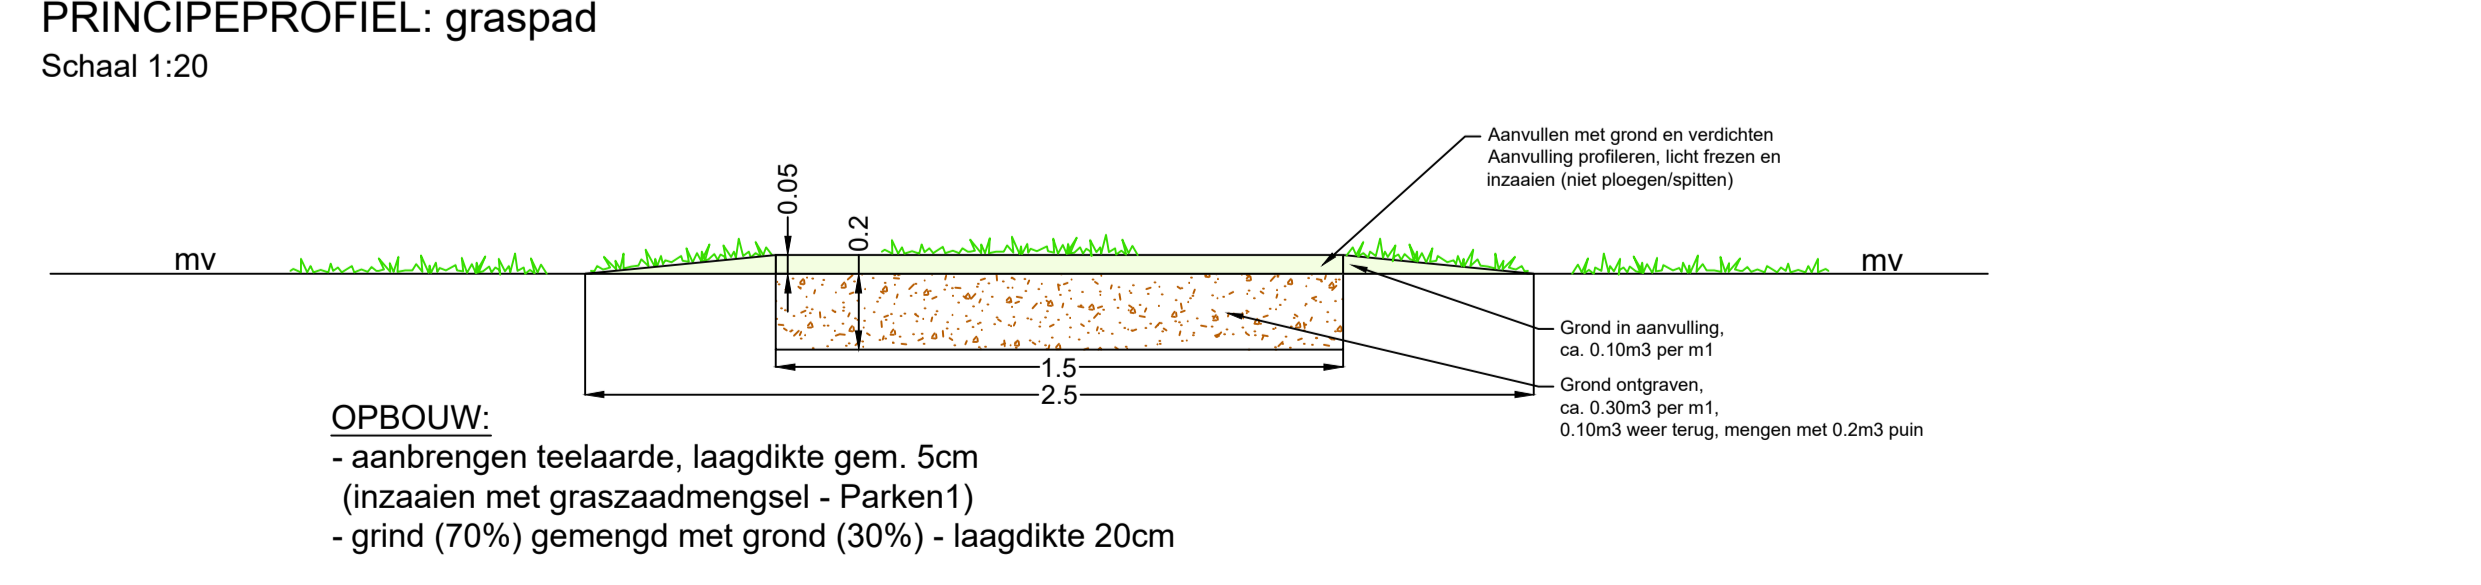 PRINCIPEPROFIEL: graspad
Schaal 1:20
Aanvullen met grond en verdichten
Aanvulling profileren, licht frezen en
inzaaien (niet ploegen/spitten)
0.05
0.2
mv
mv
Grond in aanvulling,
ca. 0.10m3 per m1
1.5
Grond ontgraven,
ca. 0.30m3 per m1,
0.10m3 weer terug, mengen met 0.2m3 puin
2.5
OPBOUW:
- aanbrengen teelaarde, laagdikte gem. 5cm
(inzaaien met graszaadmengsel - Parken1)
- grind (70%) gemengd met grond (30%) - laagdikte 20cm